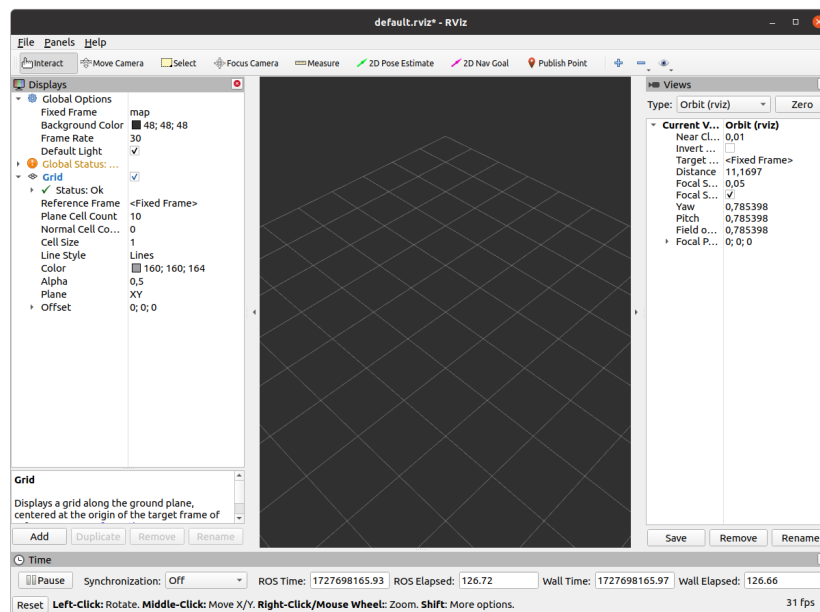 default.rviz* - RViz
File Panels Help
Interact Move Camera Select Focus Camera Measure 2D Pose Estimate 2D Nav Goal Publish Point
Displays
Global Options
Fixed Frame map
Background Color 48; 48; 48
Frame Rate 30
Default Light
Global Status: ...
Grid
Status: Ok
Reference Frame <Fixed Frame>
Plane Cell Count 10
Normal Cell Co... 0
Cell Size 1
Line Style Lines
Color 160; 160; 164
Alpha 0,5
Plane XY
Offset 0; 0; 0
Grid
Displays a grid along the ground plane,
centered at the origin of the target frame of
Add Duplicate Remove Rename
Views
Type: Orbit (rviz) Zero
Current V... Orbit (rviz)
Near Cl... 0,01
Invert ...
Target ... <Fixed Frame>
Distance 11,1697
Focal S... 0,05
Focal S...
Yaw 0,785398
Pitch 0,785398
Field o... 0,785398
Focal P... 0; 0; 0
Save Remove Rename
Time
Pause Synchronization: Off ROS Time: 1727698165.93 ROS Elapsed: 126.72 Wall Time: 1727698165.97 Wall Elapsed: 126.66
Reset Left-Click: Rotate. Middle-Click: Move X/Y. Right-Click/Mouse Wheel:: Zoom. Shift: More options. 31 fps